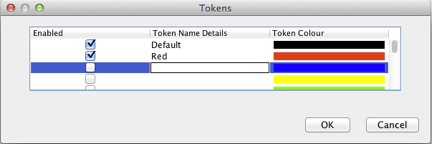 Tokens
Enabled Token Name Details Token Colour
Default
Red
OK Cancel